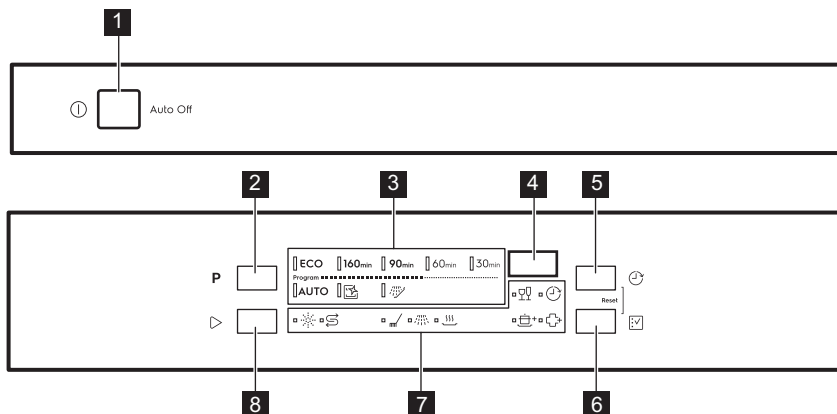 1
Auto Off
2 3 4 5
P ECO 160min 90min 60min 30min
Program
AUTO
Reset
8 7 6